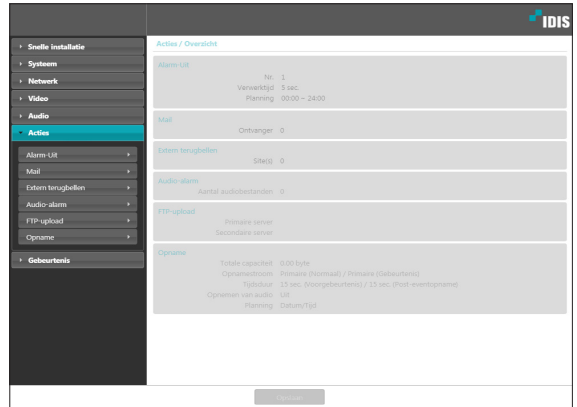 IDIS
Snelle installatie
Systeem
Netwerk
Video
Audio
Acties
Alarm-Uit
Mail
Extern terugbellen
Audio-alarm
FTP-upload
Opname
Gebeurtenis
Acties / Overzicht
Alarm-Uit
Nr. 1
Verwerktijd 3 sec.
Planning 00:00 ~ 24:00
Mail
Ontvanger 0
Extern terugbellen
Site(s) 0
Audio-alarm
Aantal audiobestanden 0
FTP-upload
Primaire server
Secondaire server
Opname
Totale capaciteit 0.00 byte
Opnamestroom Primaire (Normaal) / Primaire (Gebeurtenis)
Tijdsduur 15 sec. (Voorgebeurtenis) / 15 sec. (Post-eventopname)
Opnemen van audio Uit
Planning Datum/Tijd